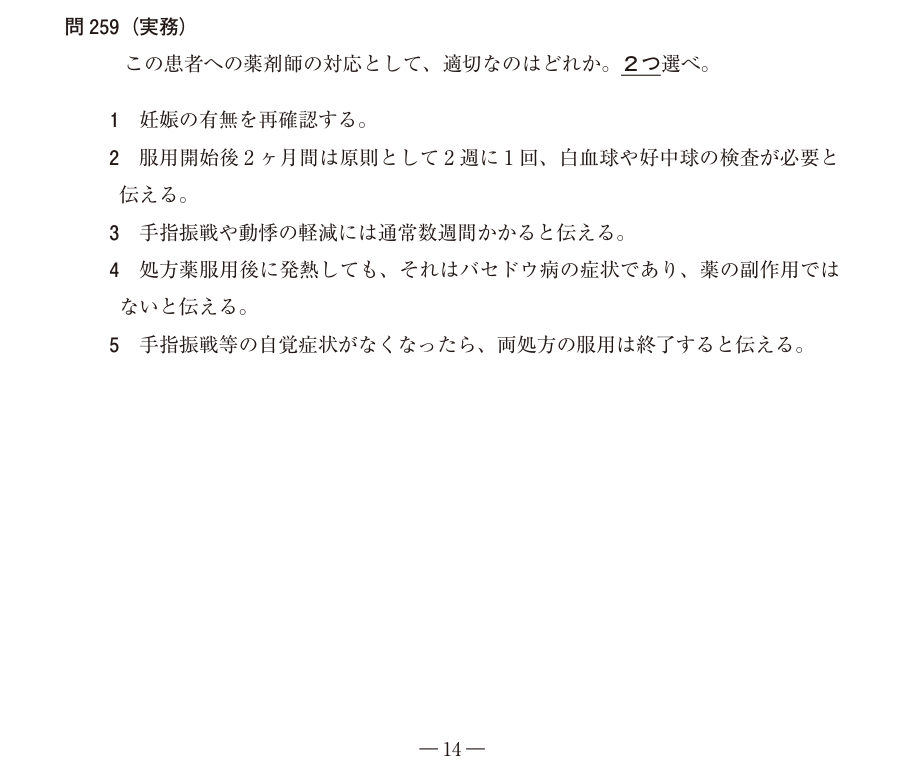 問 259（実務）
この患者への薬剤師の対応として、適切なのはどれか。２つ選べ。
1　妊娠の有無を再確認する。
2　服用開始後２ヶ月間は原則として２週に１回、白血球や好中球の検査が必要と
伝える。
3　手指振戦や動悸の軽減には通常数週間かかると伝える。
4　処方薬服用後に発熱しても、それはバセドウ病の症状であり、薬の副作用では
ないと伝える。
5　手指振戦等の自覚症状がなくなったら、両処方の服用は終了すると伝える。
— 14 —